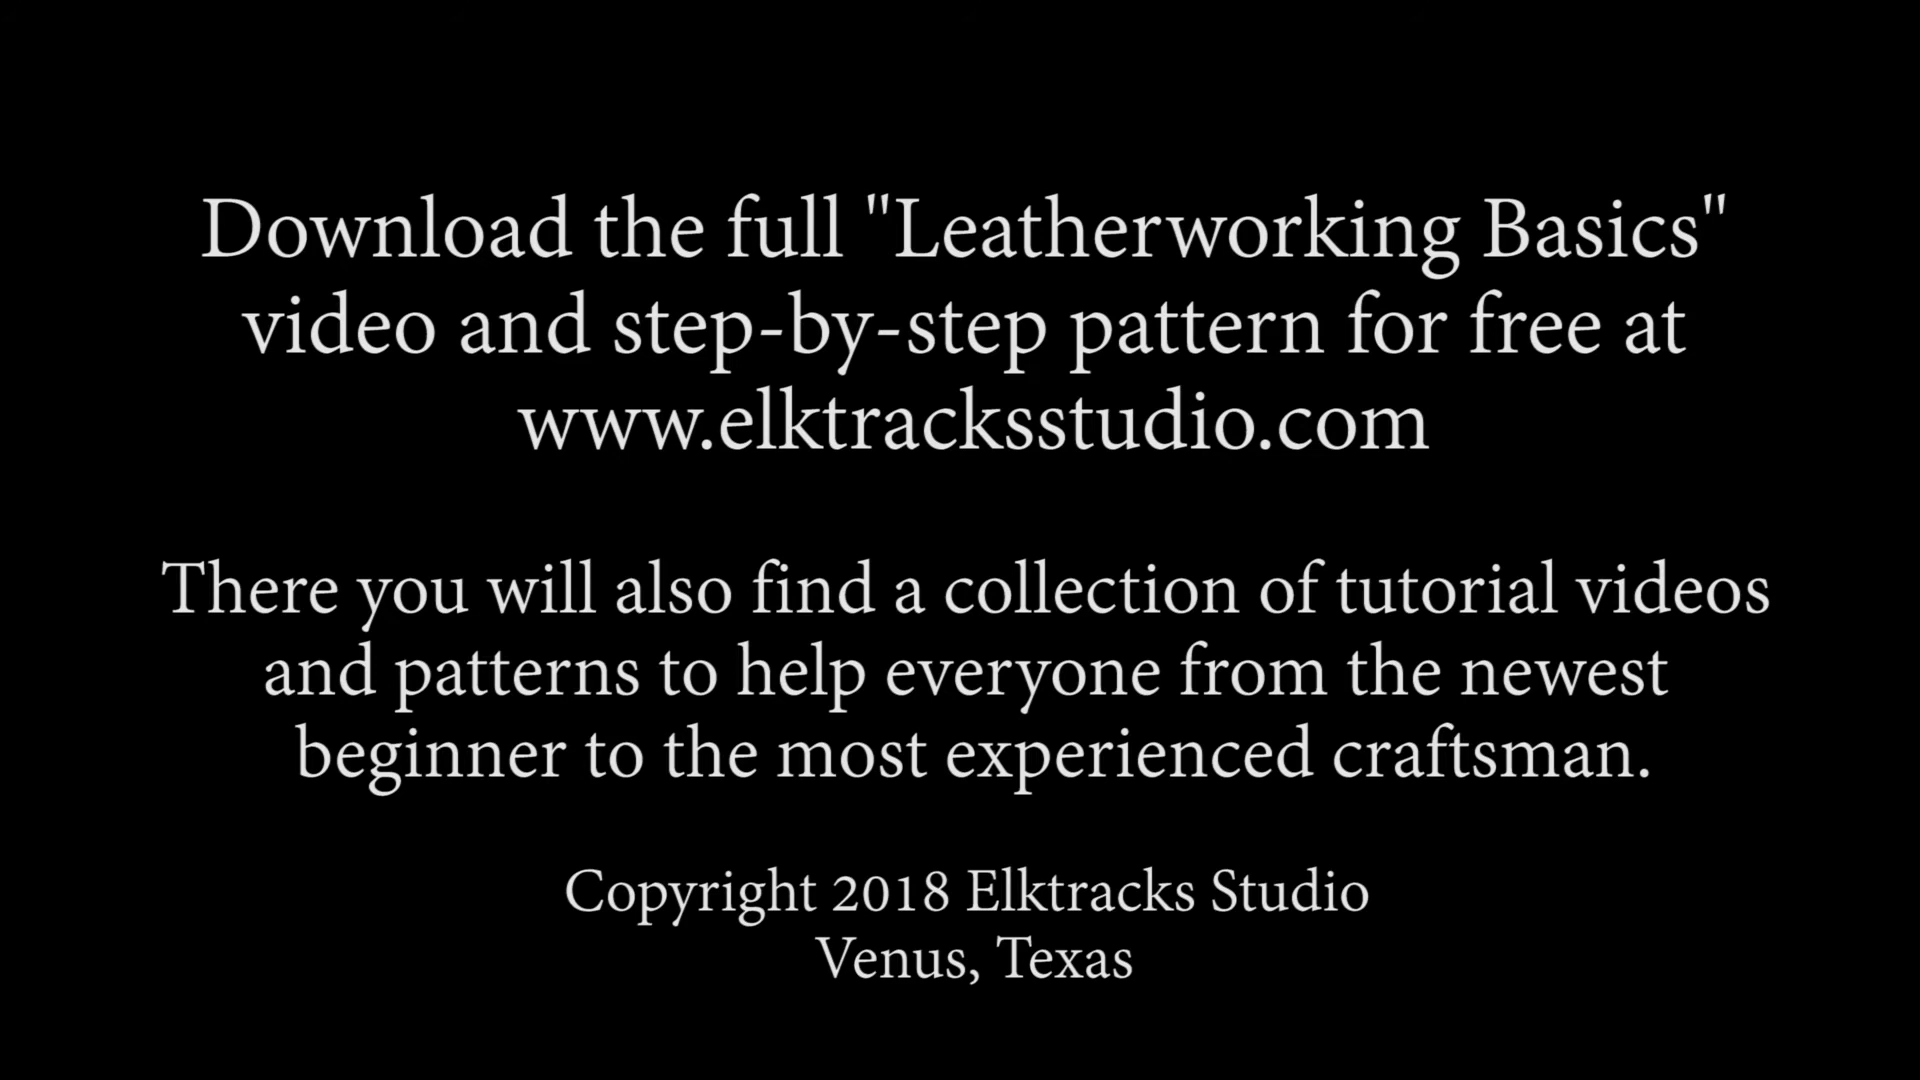 Download the full "Leatherworking Basics"
video and step-by-step pattern for free at
www.elktracksstudio.com
There you will also find a collection of tutorial videos
and patterns to help everyone from the newest
beginner to the most experienced craftsman.
Copyright 2018 Elktracks Studio
Venus, Texas